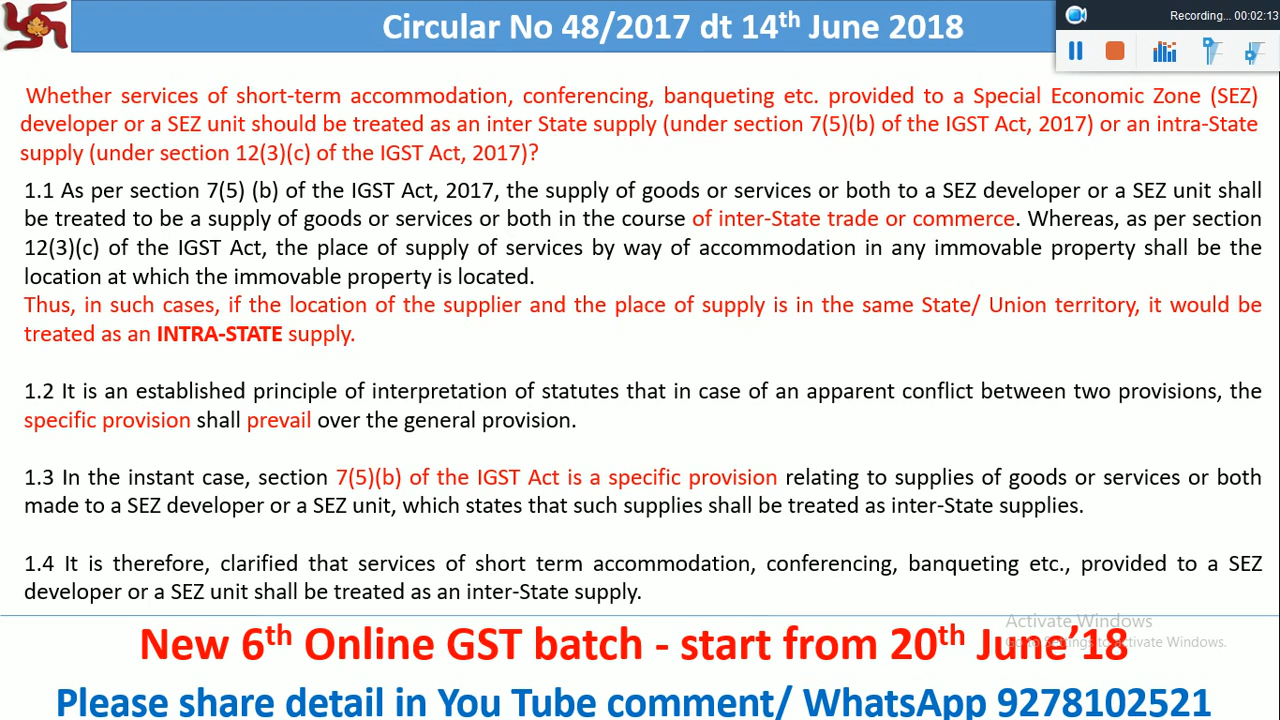 Circular No 48/2017 dt 14th June 2018
Recording... 00:02:13
Whether services of short-term accommodation, conferencing, banqueting etc. provided to a Special Economic Zone (SEZ)
developer or a SEZ unit should be treated as an inter State supply (under section 7(5)(b) of the IGST Act, 2017) or an intra-State
supply (under section 12(3)(c) of the IGST Act, 2017)?
1.1 As per section 7(5) (b) of the IGST Act, 2017, the supply of goods or services or both to a SEZ developer or a SEZ unit shall
be treated to be a supply of goods or services or both in the course of inter-State trade or commerce. Whereas, as per section
12(3)(c) of the IGST Act, the place of supply of services by way of accommodation in any immovable property shall be the
location at which the immovable property is located.
Thus, in such cases, if the location of the supplier and the place of supply is in the same State/ Union territory, it would be
treated as an INTRA-STATE supply.
1.2 It is an established principle of interpretation of statutes that in case of an apparent conflict between two provisions, the
specific provision shall prevail over the general provision.
1.3 In the instant case, section 7(5)(b) of the IGST Act is a specific provision relating to supplies of goods or services or both
made to a SEZ developer or a SEZ unit, which states that such supplies shall be treated as inter-State supplies.
1.4 It is therefore, clarified that services of short term accommodation, conferencing, banqueting etc., provided to a SEZ
developer or a SEZ unit shall be treated as an inter-State supply.
Activate Windows
Go to Settings to activate Windows.
New 6th Online GST batch - start from 20th June’18
Please share detail in You Tube comment/ WhatsApp 9278102521